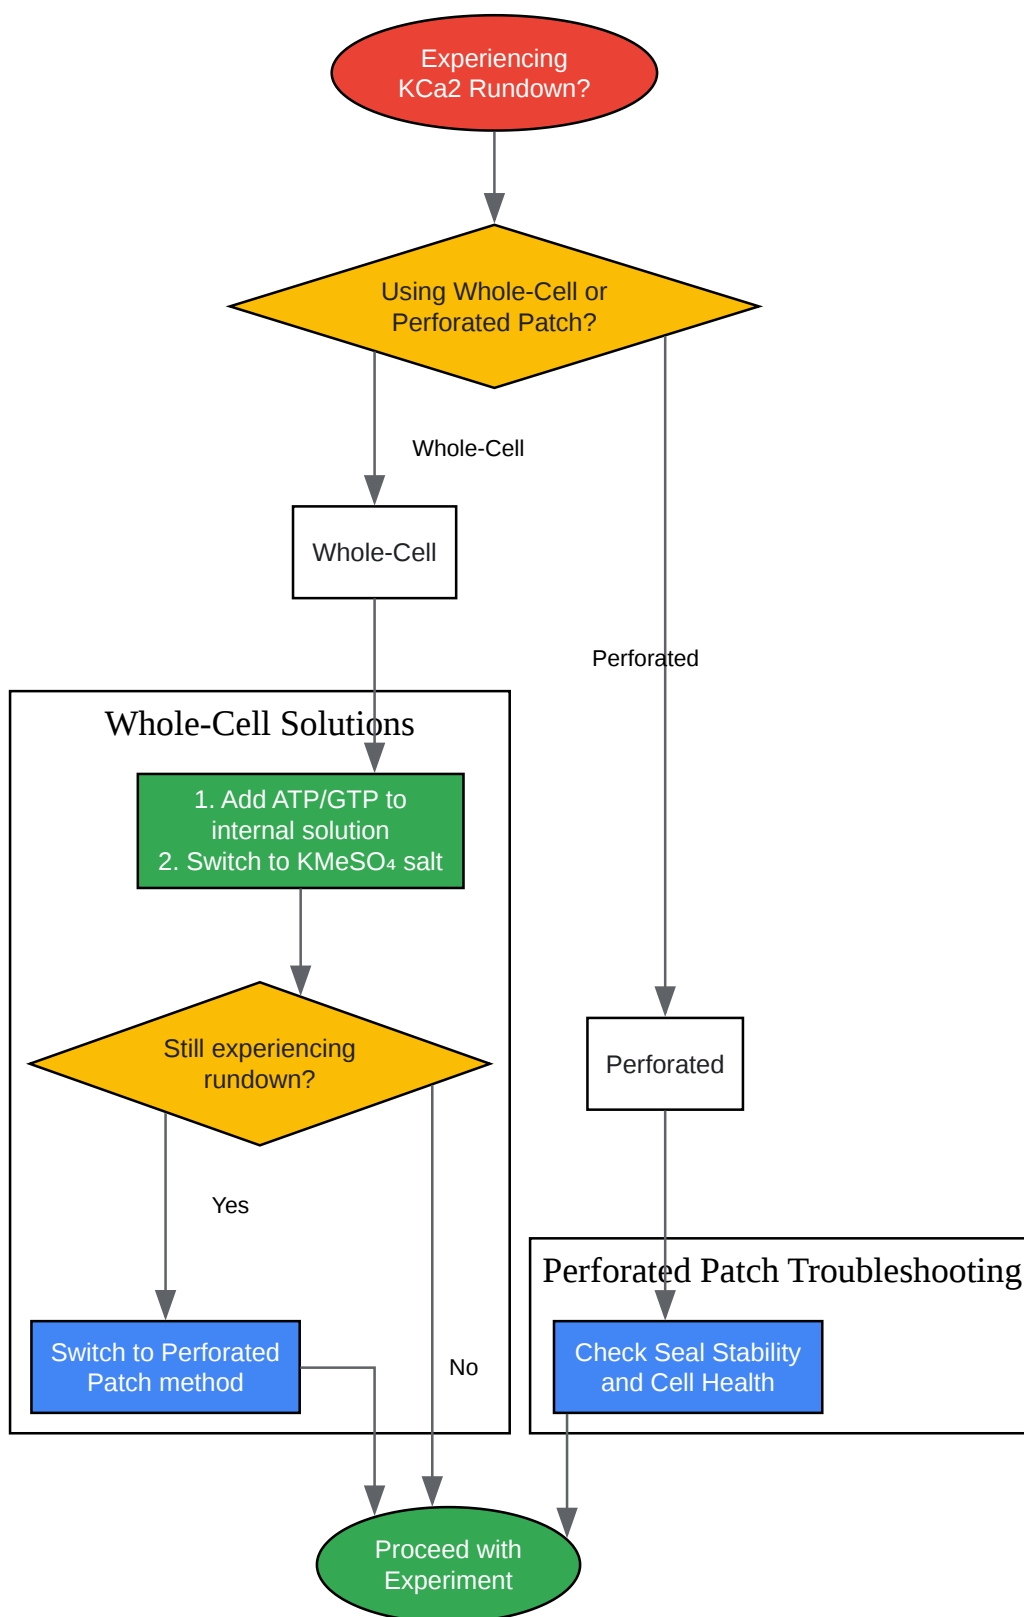 Experiencing
KCa2 Rundown?
Using Whole-Cell or
Perforated Patch?
Whole-Cell
Whole-Cell
Perforated
Whole-Cell Solutions
1. Add ATP/GTP to
internal solution
2. Switch to KMeSO₄ salt
Still experiencing
rundown?
Perforated
Yes
Perforated Patch Troubleshooting
Switch to Perforated
Patch method
No
Check Seal Stability
and Cell Health
Proceed with
Experiment